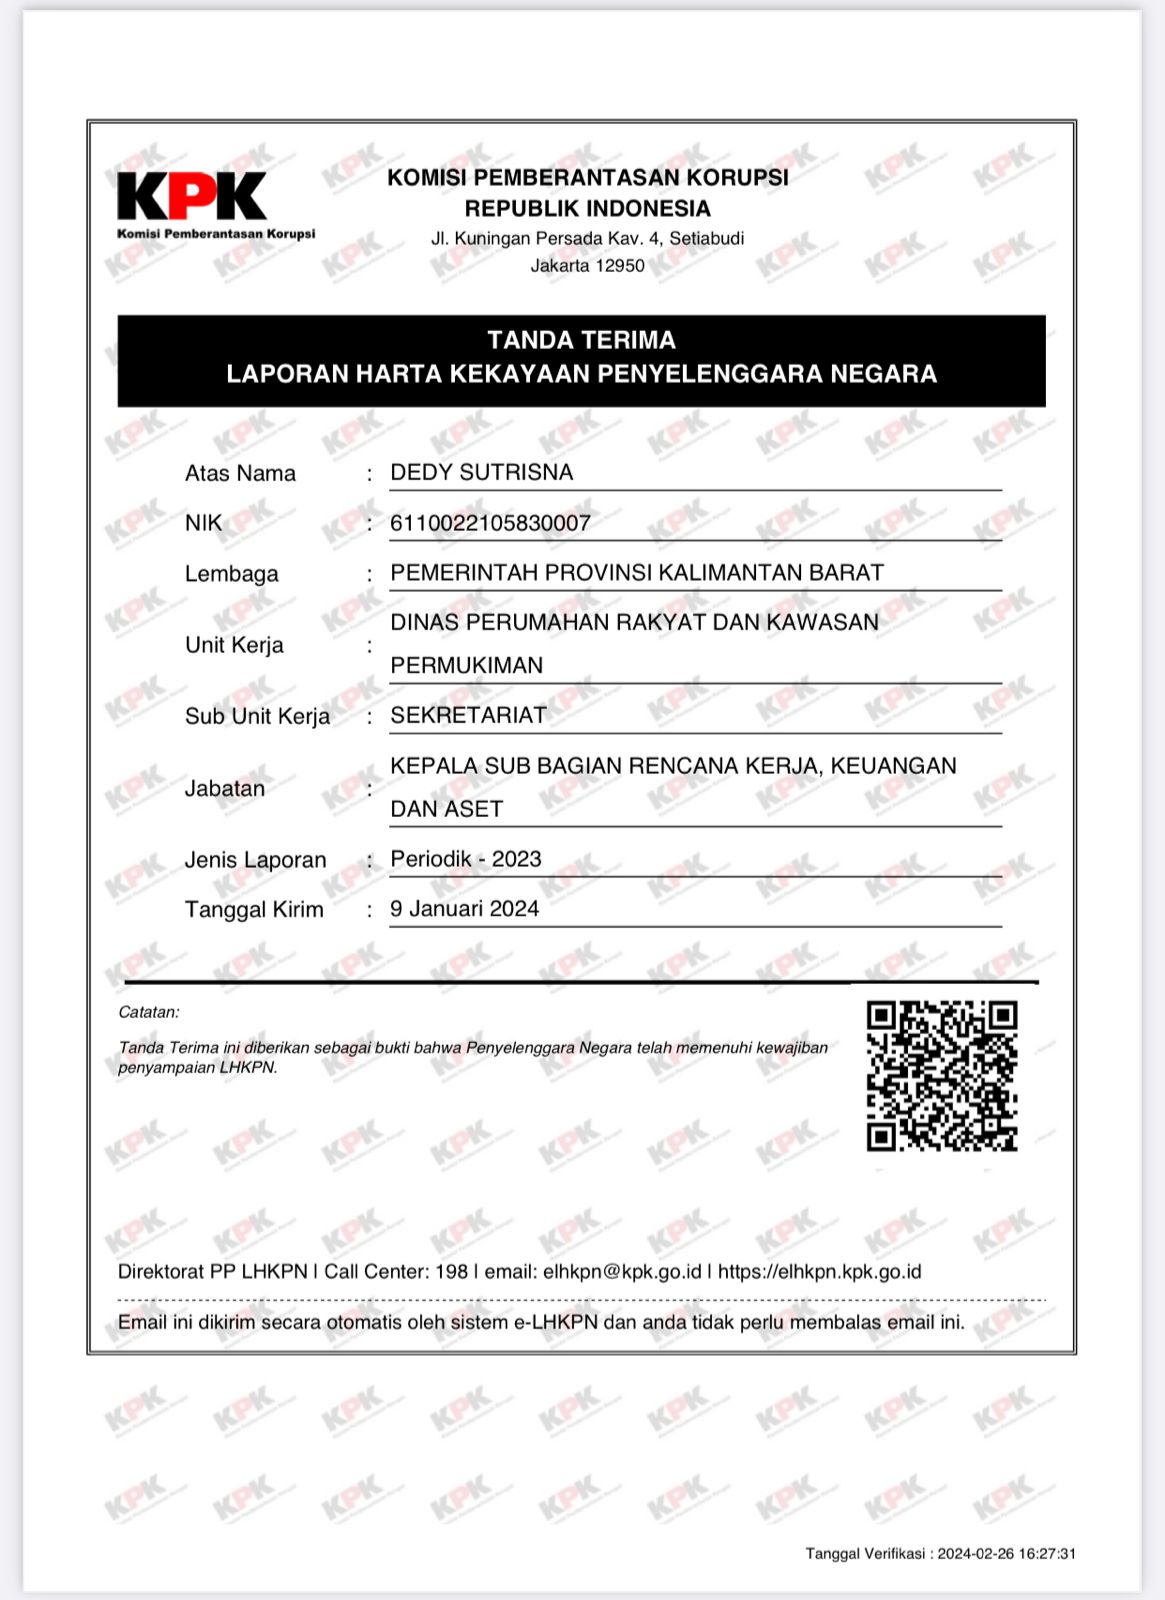 KPK
Komisi Pemberantasan Korupsi
KOMISI PEMBERANTASAN KORUPSI
REPUBLIK INDONESIA
Jl. Kuningan Persada Kav. 4, Setiabudi
Jakarta 12950
TANDA TERIMA
LAPORAN HARTA KEKAYAAN PENYELENGGARA NEGARA
Atas Nama : DEDY SUTRISNA
NIK : 6110022105830007
Lembaga : PEMERINTAH PROVINSI KALIMANTAN BARAT
Unit Kerja : DINAS PERUMAHAN RAKYAT DAN KAWASAN
PERMUKIMAN
Sub Unit Kerja : SEKRETARIAT
Jabatan : KEPALA SUB BAGIAN RENCANA KERJA, KEUANGAN
DAN ASET
Jenis Laporan : Periodik - 2023
Tanggal Kirim : 9 Januari 2024
Catatan:
Tanda Terima ini diberikan sebagai bukti bahwa Penyelenggara Negara telah memenuhi kewajiban
penyampaian LHKPN.
Direktorat PP LHKPN | Call Center: 198 | email: elhkpn@kpk.go.id | https://elhkpn.kpk.go.id
Email ini dikirim secara otomatis oleh sistem e-LHKPN dan anda tidak perlu membalas email ini.
Tanggal Verifikasi : 2024-02-26 16:27:31